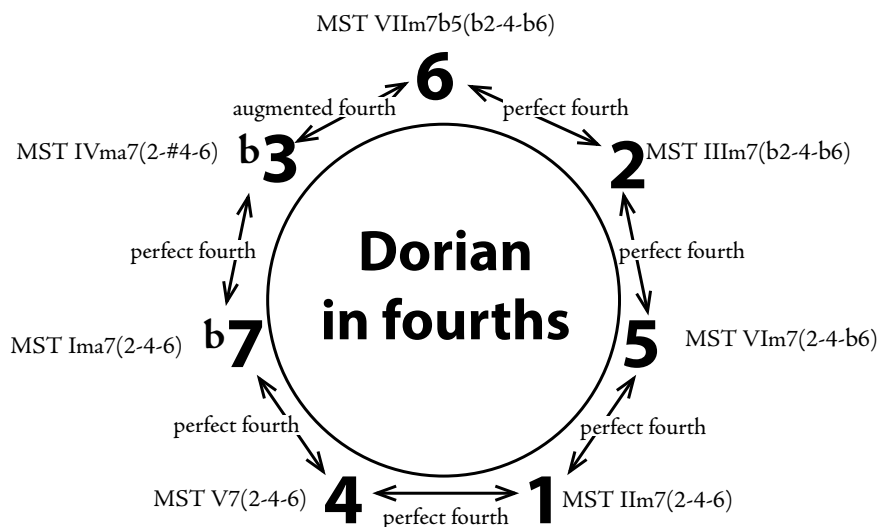 MST VIIm7b5(b2-4-b6)
6
augmented fourth
perfect fourth
MST IVma7(2-#4-6)
b3
2
MST IIIm7(b2-4-b6)
perfect fourth
perfect fourth
Dorian
in fourths
MST Ima7(2-4-6)
b7
5
MST VIm7(2-4-b6)
perfect fourth
perfect fourth
MST V7(2-4-6)
4
1
MST IIm7(2-4-6)
perfect fourth